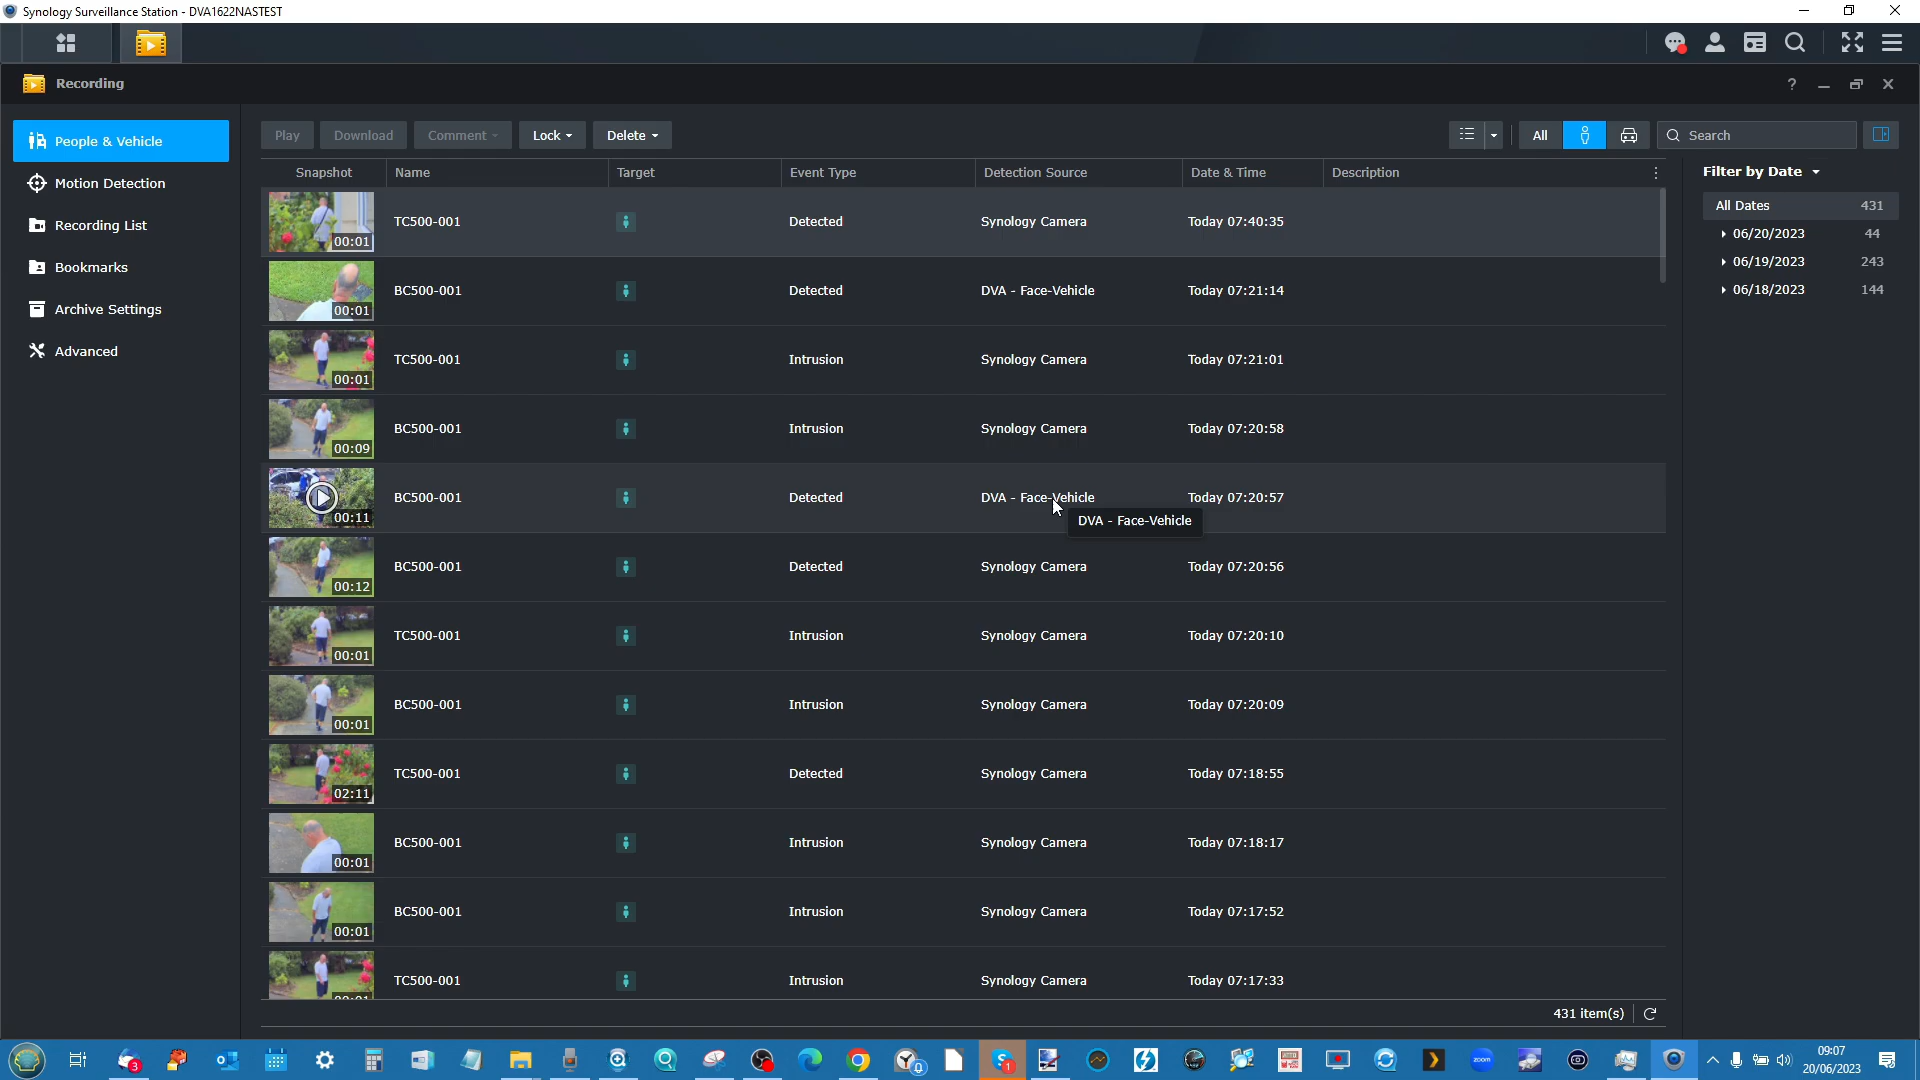 Synology Surveillance Station - DVA1622NASTEST
Recording
?
People & Vehicle
Motion Detection
Recording List
Bookmarks
Archive Settings
Advanced
Play Download Comment Lock Delete All Search
Snapshot Name Target Event Type Detection Source Date & Time Description
00:01 TC500-001 Detected Synology Camera Today 07:40:35
00:01 BC500-001 Detected DVA - Face-Vehicle Today 07:21:14
00:01 TC500-001 Intrusion Synology Camera Today 07:21:01
00:09 BC500-001 Intrusion Synology Camera Today 07:20:58
00:11 BC500-001 Detected DVA - Face-Vehicle Today 07:20:57
DVA - Face-Vehicle
00:12 BC500-001 Detected Synology Camera Today 07:20:56
00:01 TC500-001 Intrusion Synology Camera Today 07:20:10
00:01 BC500-001 Intrusion Synology Camera Today 07:20:09
02:11 TC500-001 Detected Synology Camera Today 07:18:55
00:01 BC500-001 Intrusion Synology Camera Today 07:18:17
00:01 BC500-001 Intrusion Synology Camera Today 07:17:52
TC500-001 Intrusion Synology Camera Today 07:17:33
431 item(s)
Filter by Date
All Dates 431
06/20/2023 44
06/19/2023 243
06/18/2023 144
3
1
zoom
09:07
20/06/2023